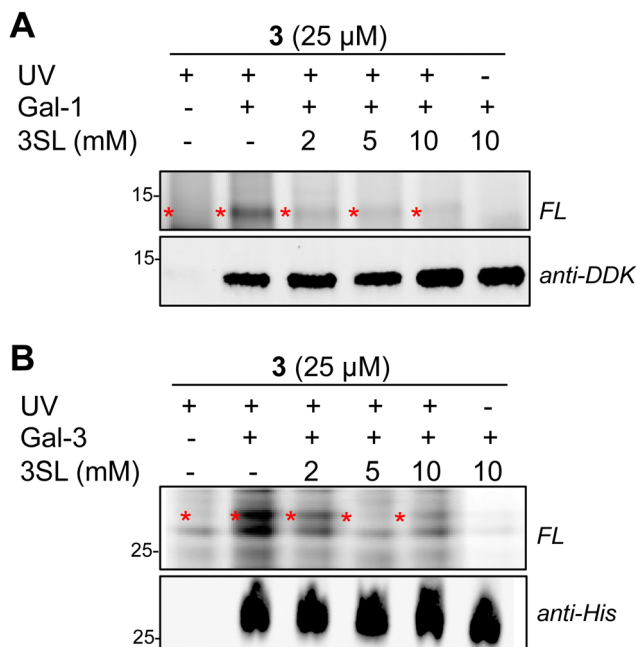 A
3 (25 µM)
UV + + + + + -
Gal-1 - + + + + +
3SL (mM) - - 2 5 10 10
15-
* * * * *
FL
15-
anti-DDK
B
3 (25 µM)
UV + + + + + -
Gal-3 - + + + + +
3SL (mM) - - 2 5 10 10
* * * * *
25-
FL
25-
anti-His